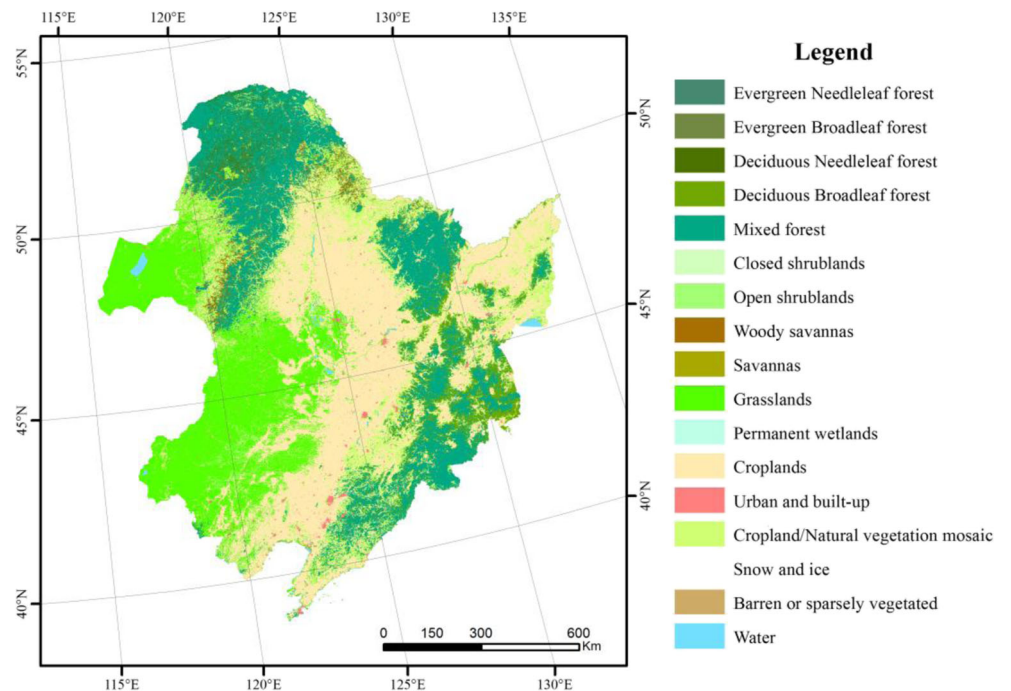 115°E 120°E 125°E 130°E 135°E
55°N
50°N
45°N
40°N
50°N
45°N
40°N
0 150 300 600
Km
115°E 120°E 125°E 130°E
Legend
Evergreen Needleleaf forest
Evergreen Broadleaf forest
Deciduous Needleleaf forest
Deciduous Broadleaf forest
Mixed forest
Closed shrublands
Open shrublands
Woody savannas
Savannas
Grasslands
Permanent wetlands
Croplands
Urban and built-up
Cropland/Natural vegetation mosaic
Snow and ice
Barren or sparsely vegetated
Water